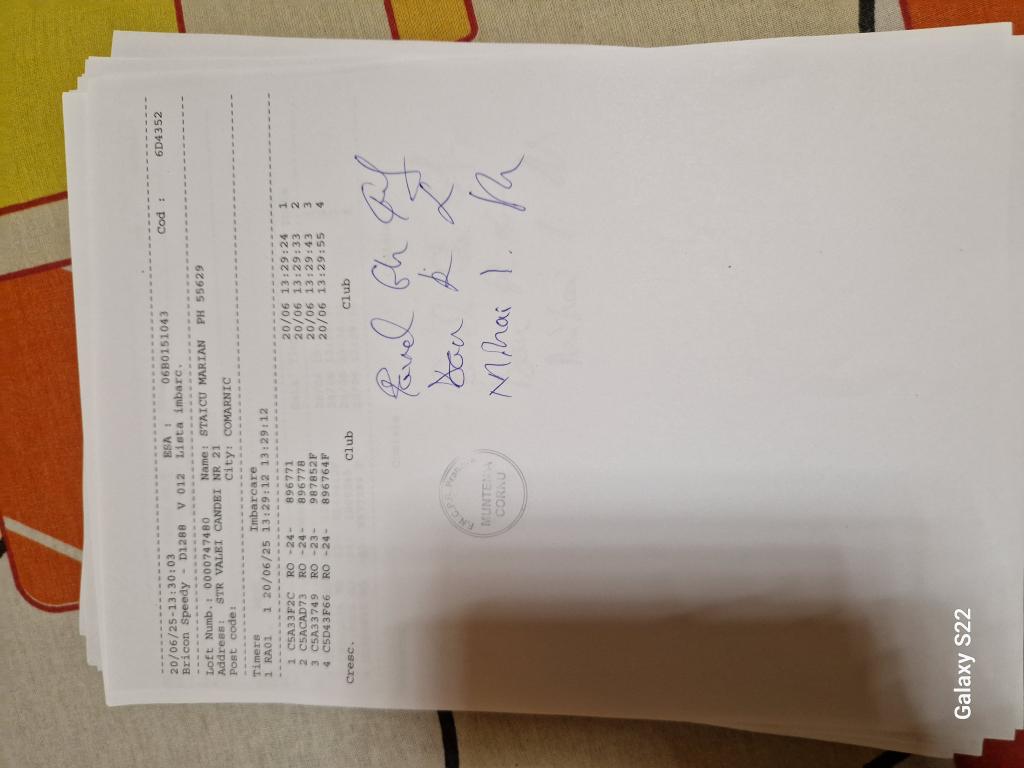 20/06/25-13:30:03 ESA : 06B0151043 Cod : 6D4352
Bricon Speedy - D1288 V 012 Lista imbarc.
Loft Numb.: 0000747480 Name: STAICU MARIAN PH 55629
Address: STR VALEI CANDEI NR 21
Post code: City: COMARNIC
Timers Imbarcare
1 RA01 1 20/06/25 13:29:12 13:29:12
1 C5A33F2C RO -24- 896771 20/06 13:29:24 1
2 C5ACAD73 RO -24- 896778 20/06 13:29:33 2
3 C5A33749 RO -23- 987852F 20/06 13:29:43 3
4 C5D43F66 RO -24- 896764F 20/06 13:29:55 4
Cresc. Club Club
Pavel Gh
Dan
Mihai I.
MUNTENIA
CORNU
Galaxy S22